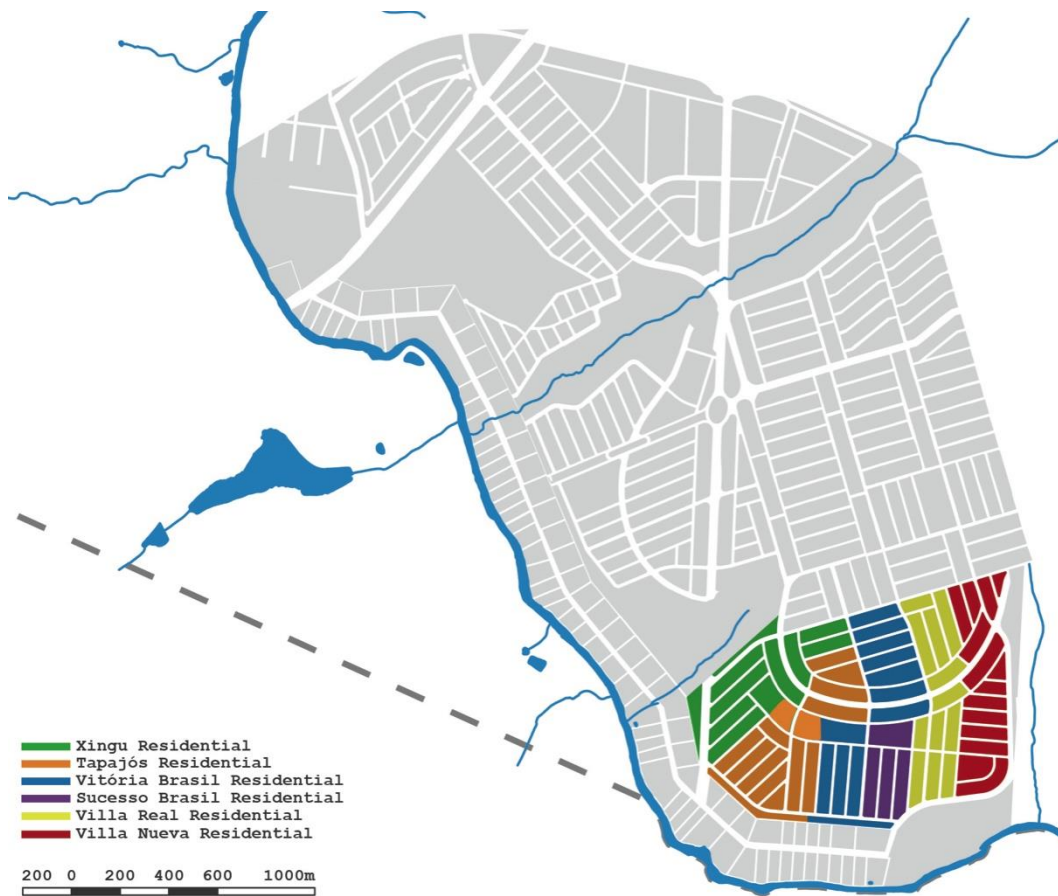 Xingu Residential
Tapajós Residential
Vitória Brasil Residential
Sucesso Brasil Residential
Villa Real Residential
Villa Nueva Residential
200 0 200 400 600 1000m